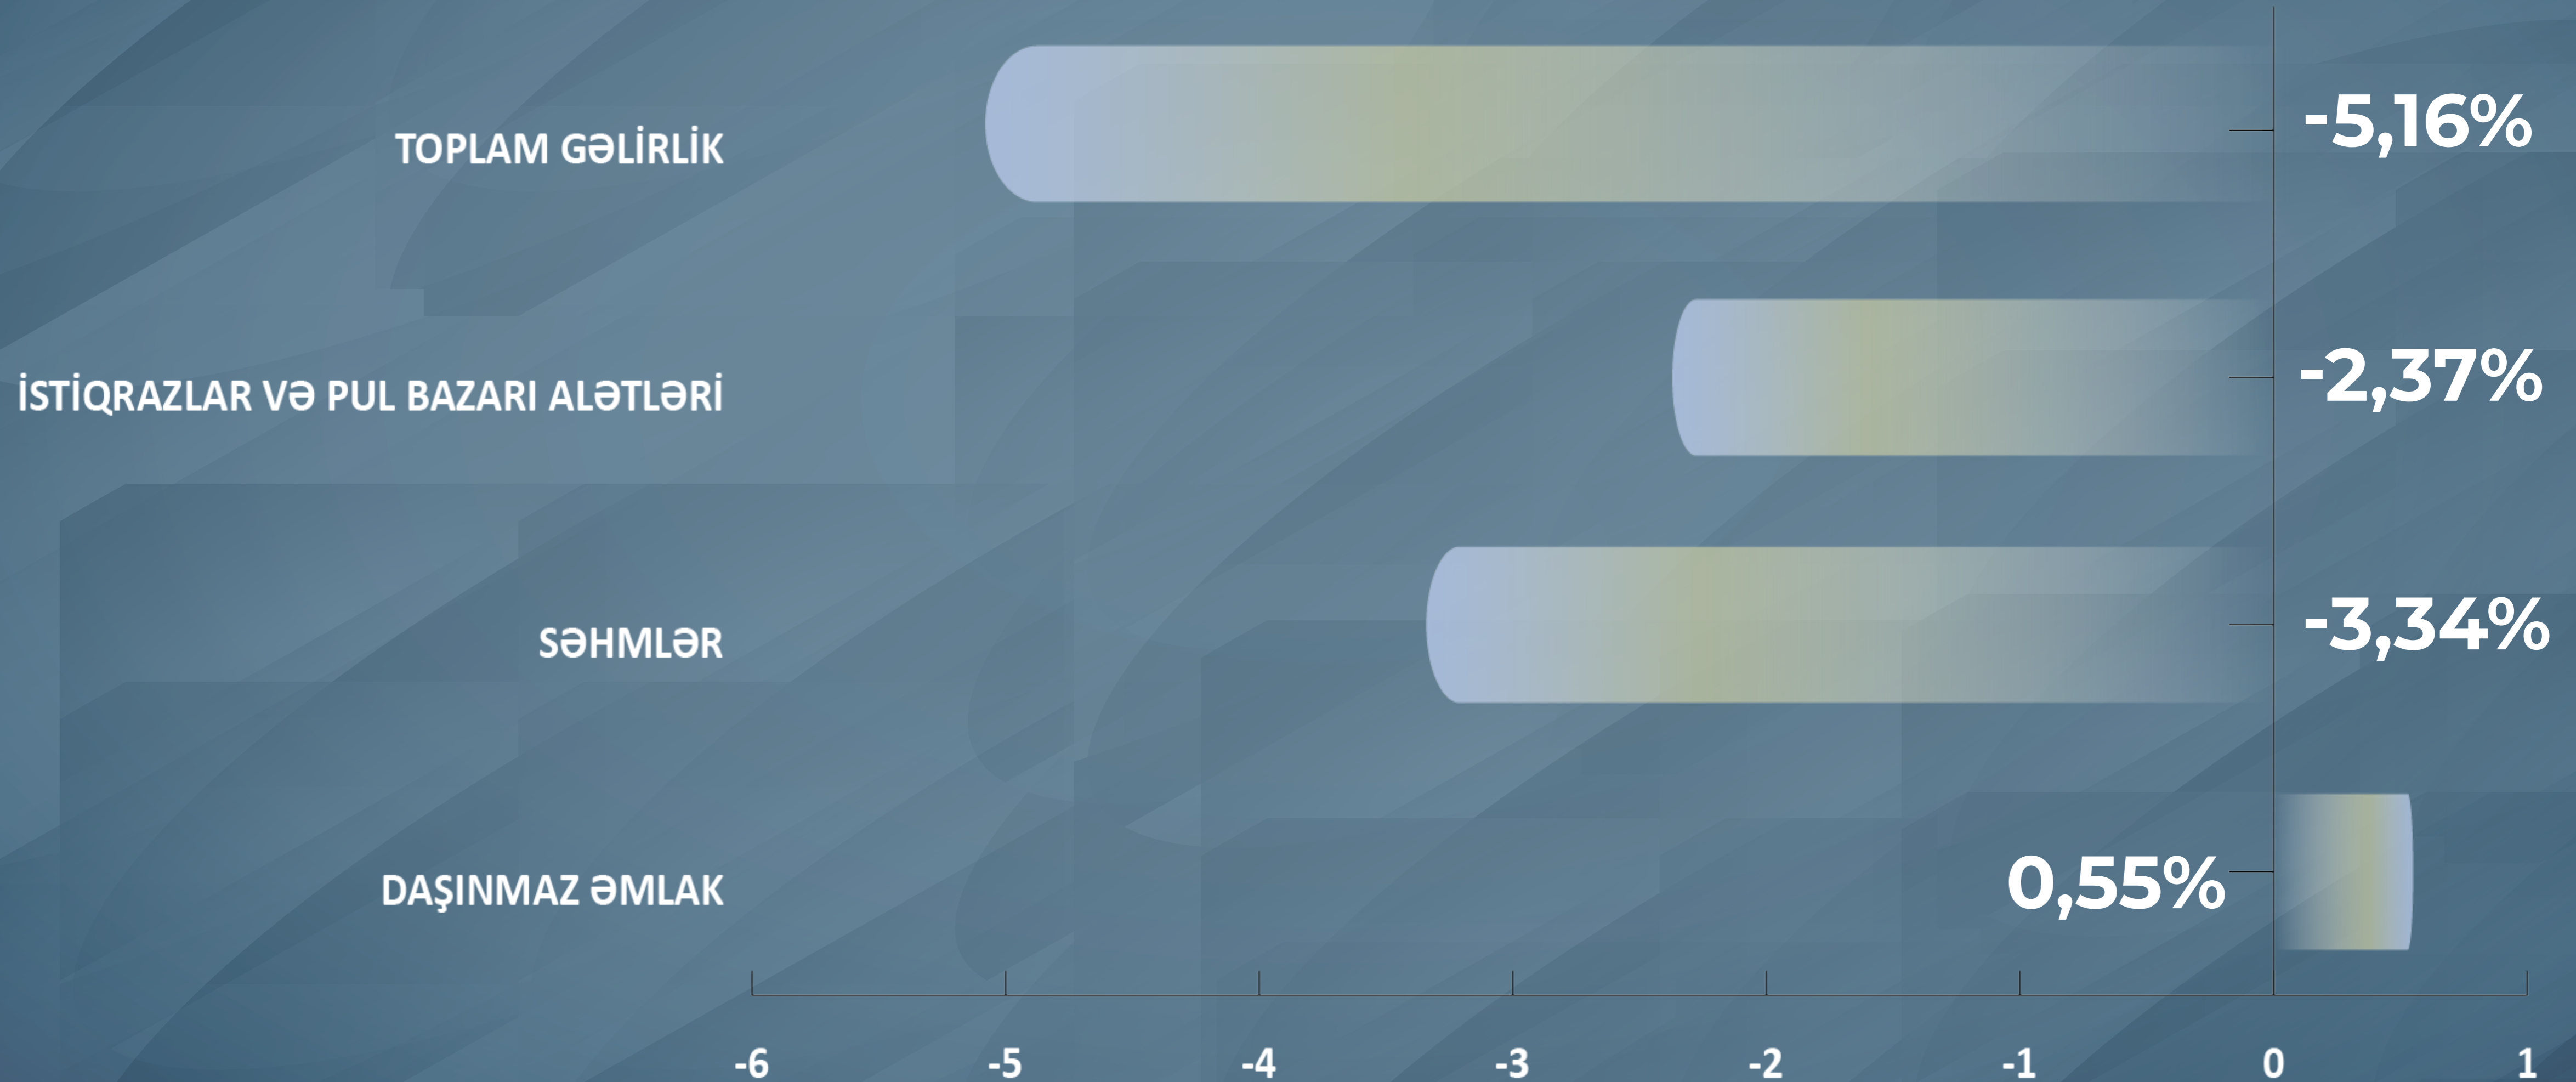 TOPLAM GƏLİRLİK
-5,16%
İSTİQRAZLAR VƏ PUL BAZARI ALƏTLƏRİ
-2,37%
SƏHMLƏR
-3,34%
DAŞINMAZ ƏMLAK
0,55%
-6 -5 -4 -3 -2 -1 0 1